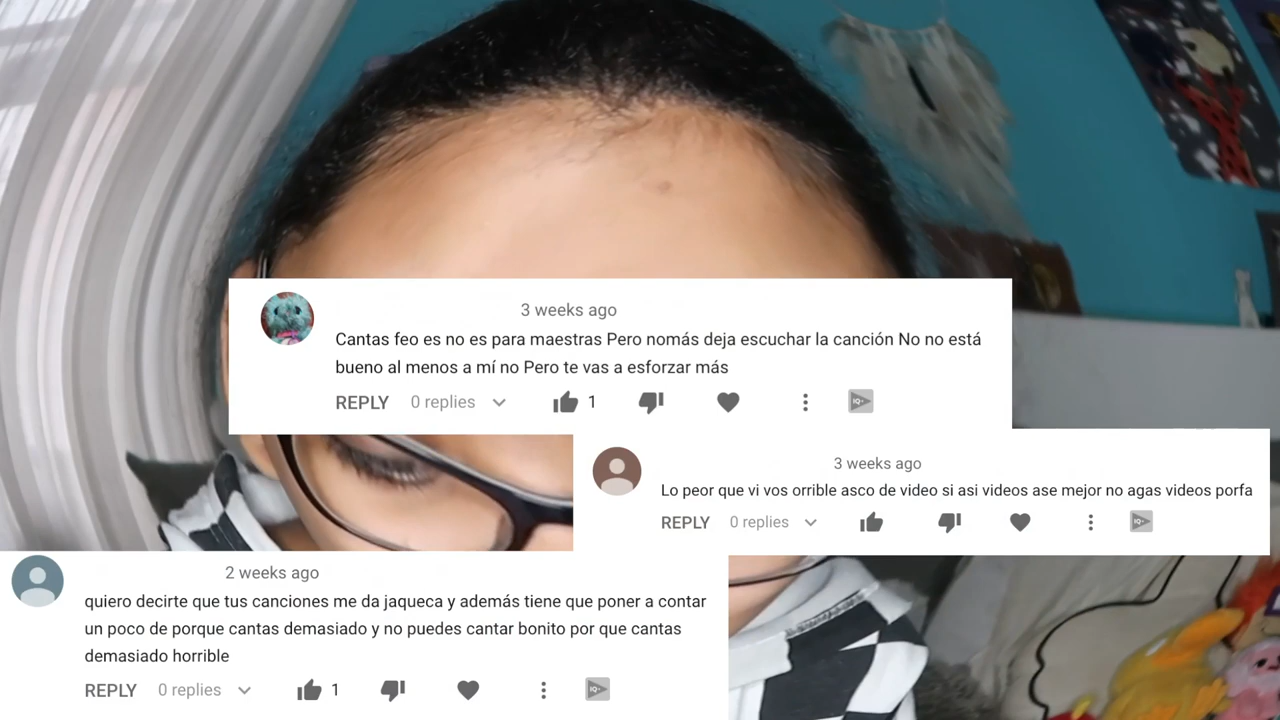 3 weeks ago
Cantas feo es no es para maestras Pero nomás deja escuchar la canción No no está
bueno al menos a mí no Pero te vas a esforzar más
REPLY 0 replies 1
3 weeks ago
Lo peor que vi vos orrible asco de video si asi videos ase mejor no agas videos porfa
REPLY 0 replies
2 weeks ago
quiero decirte que tus canciones me da jaqueca y además tiene que poner a contar
un poco de porque cantas demasiado y no puedes cantar bonito por que cantas
demasiado horrible
REPLY 0 replies 1